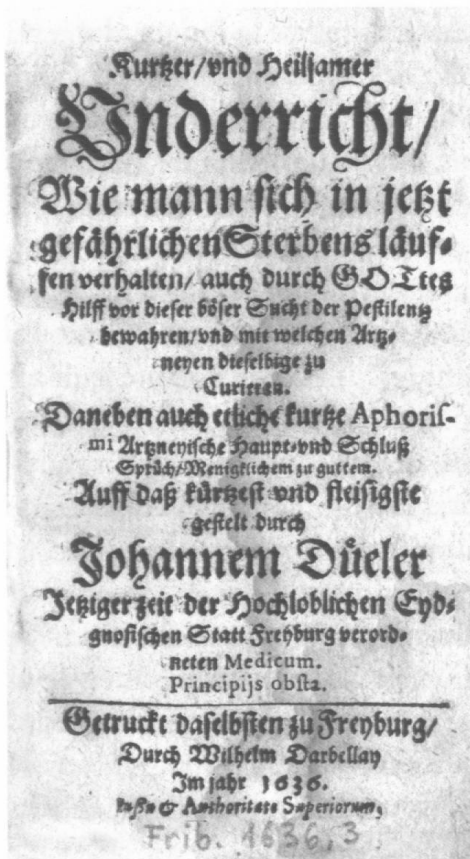 Kurtzer/vnd Heilsamer
Vnderricht/
Wie mann sich in jetzt
gefährlichen Sterbens läuf-
fen verhalten/ auch durch GOTtes
Hilff vor dieser böser Sucht der Pestilentz
bewahren/vnd mit welchen Artz-
neyen dieselbige zu
Curieren.
Daneben auch etliche kurtze Aphoris-
mi Artzneyische Haupt-vnd Schluß
Sprüch/Menigklichem zu guttem.
Auff daß kürtzest vnd fleisigste
gestelt durch
Johannem Düeler
Jetziger zeit der Hochloblichen Eyd-
gnosischen Statt Freyburg verord-
neten Medicum.
Principijs obsta.
Getruckt daselbsten zu Freyburg/
Durch Wilhelm Darbellay
Im jahr 1636.
Iussu & Authoritate Superiorum,
Frib. 1636, 3